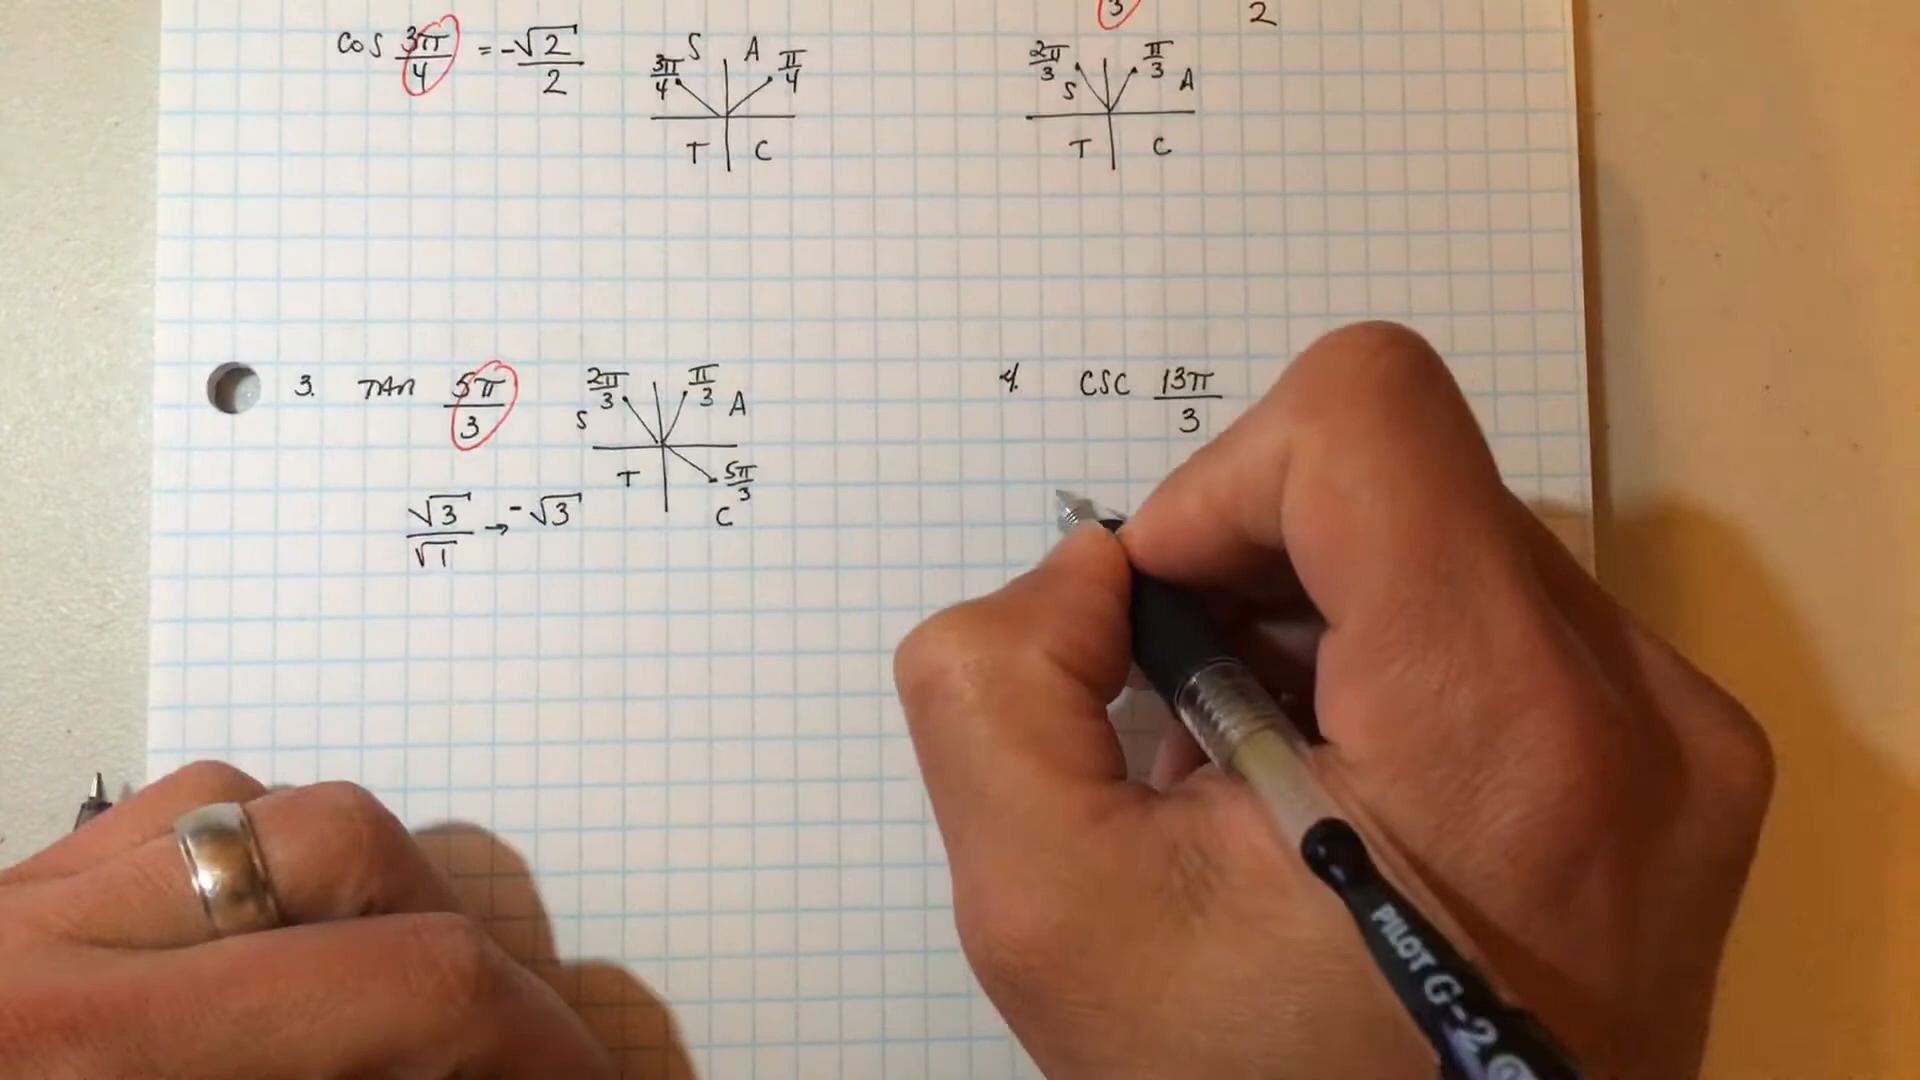 cos 3π/4 = -√2/2
S A
3π/4 π/4
T C
3 2
2π/3 π/3
S A
T C
3. TAN 5π/3
2π/3 π/3
S A
T 5π/3
C
√3/√1 → -√3
4. CSC 13π/3
PILOT G-2